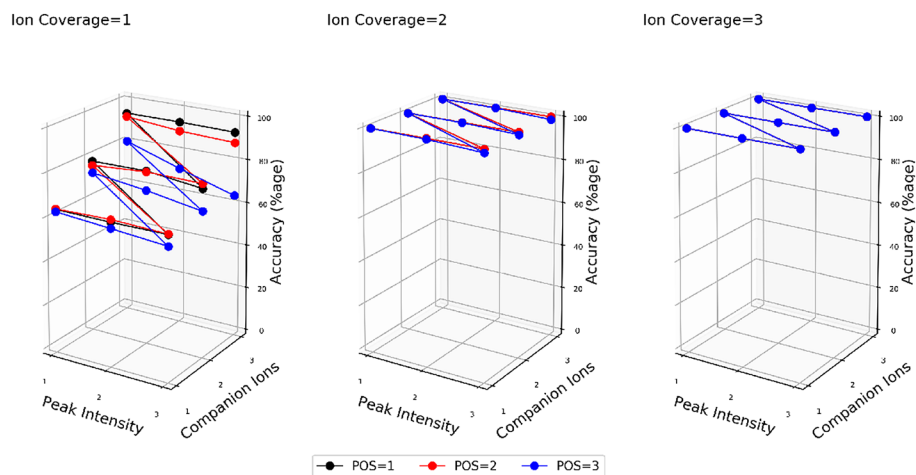 Ion Coverage=1
Ion Coverage=2
Ion Coverage=3
100
80
60
40
20
0
Accuracy (%age)
1
2
3
Peak Intensity
1
2
3
Companion Ions
100
80
60
40
20
0
Accuracy (%age)
1
2
3
Peak Intensity
1
2
3
Companion Ions
100
80
60
40
20
0
Accuracy (%age)
1
2
3
Peak Intensity
1
2
3
Companion Ions
POS=1 POS=2 POS=3